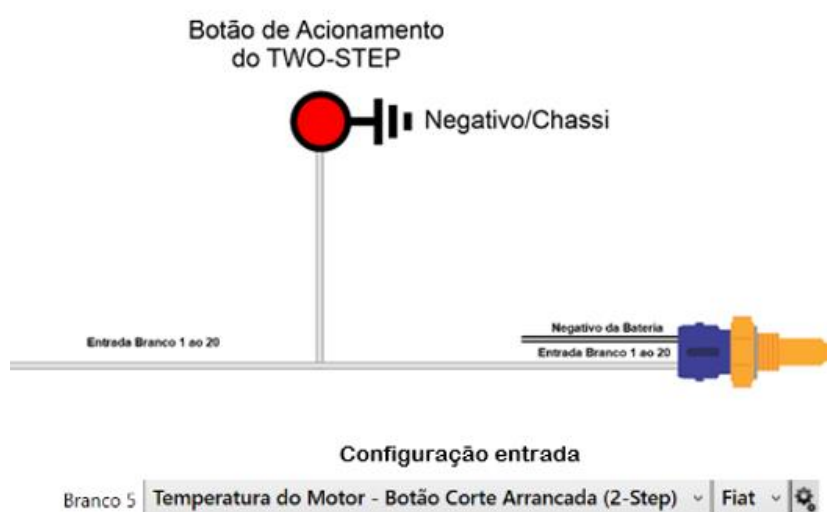 Botão de Acionamento
do TWO-STEP
Negativo/Chassi
Negativo da Bateria
Entrada Branco 1 ao 20
Entrada Branco 1 ao 20
Configuração entrada
Branco 5 Temperatura do Motor - Botão Corte Arrancada (2-Step) Fiat